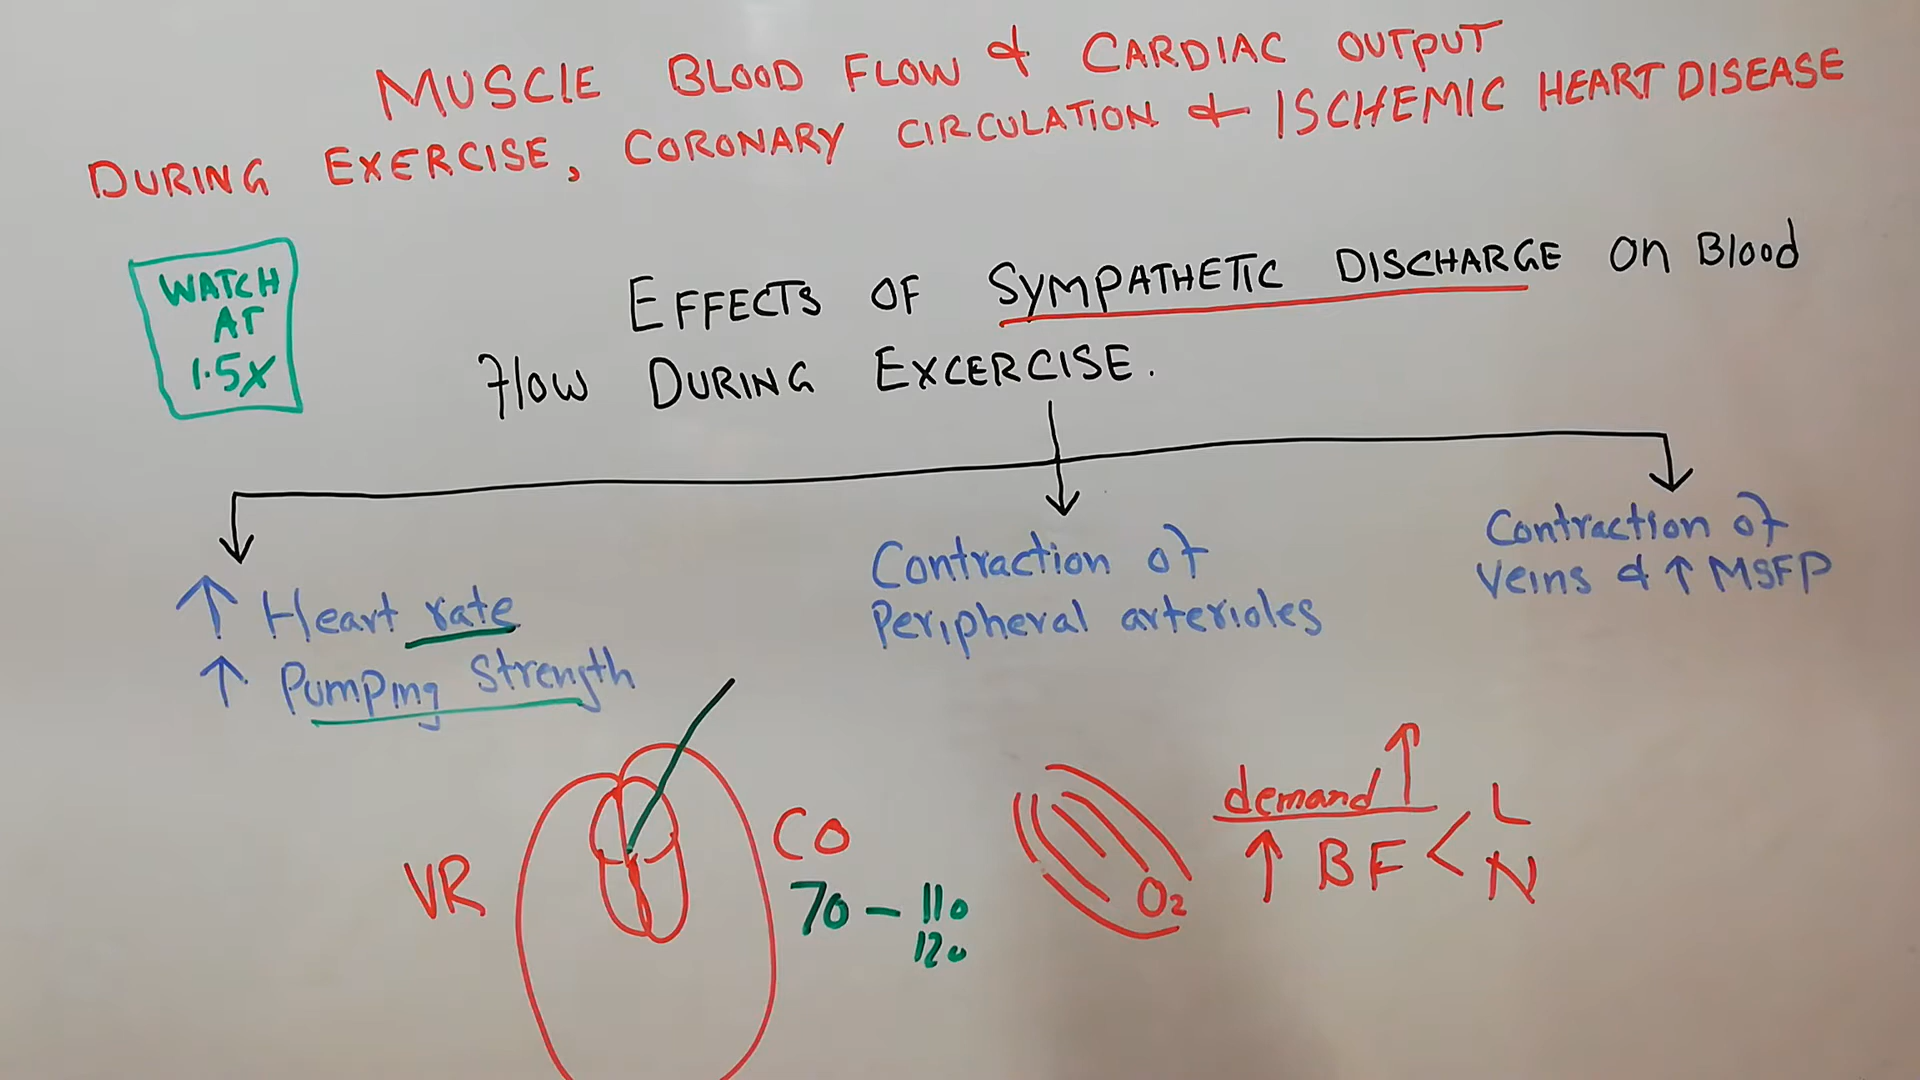 MUSCLE BLOOD FLOW & CARDIAC OUTPUT
DURING EXERCISE, CORONARY CIRCULATION & ISCHEMIC HEART DISEASE
WATCH
AT
1.5X
EFFECTS OF SYMPATHETIC DISCHARGE ON Blood
Flow DURING EXCERCISE.
↑ Heart rate
↑ Pumping Strength
Contraction of
Peripheral arterioles
Contraction of
Veins & ↑ MSFP
VR
CO
70 - 110
120
O₂
demand ↑
↑ BF < L
N